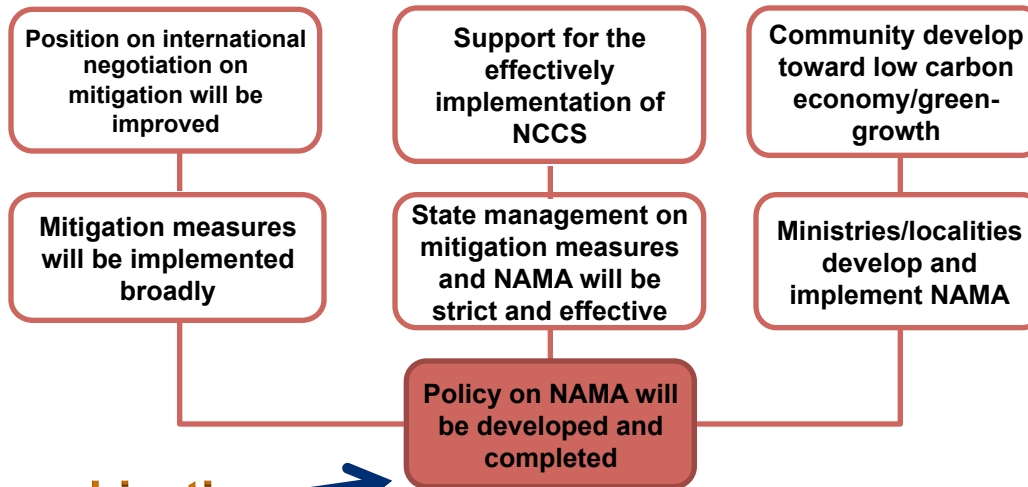 Position on international
negotiation on
mitigation will be
improved
Support for the
effectively
implementation of
NCCS
Community develop
toward low carbon
economy/green-
growth
Mitigation measures
will be implemented
broadly
State management on
mitigation measures
and NAMA will be
strict and effective
Ministries/localities
develop and
implement NAMA
Policy on NAMA will
be developed and
completed